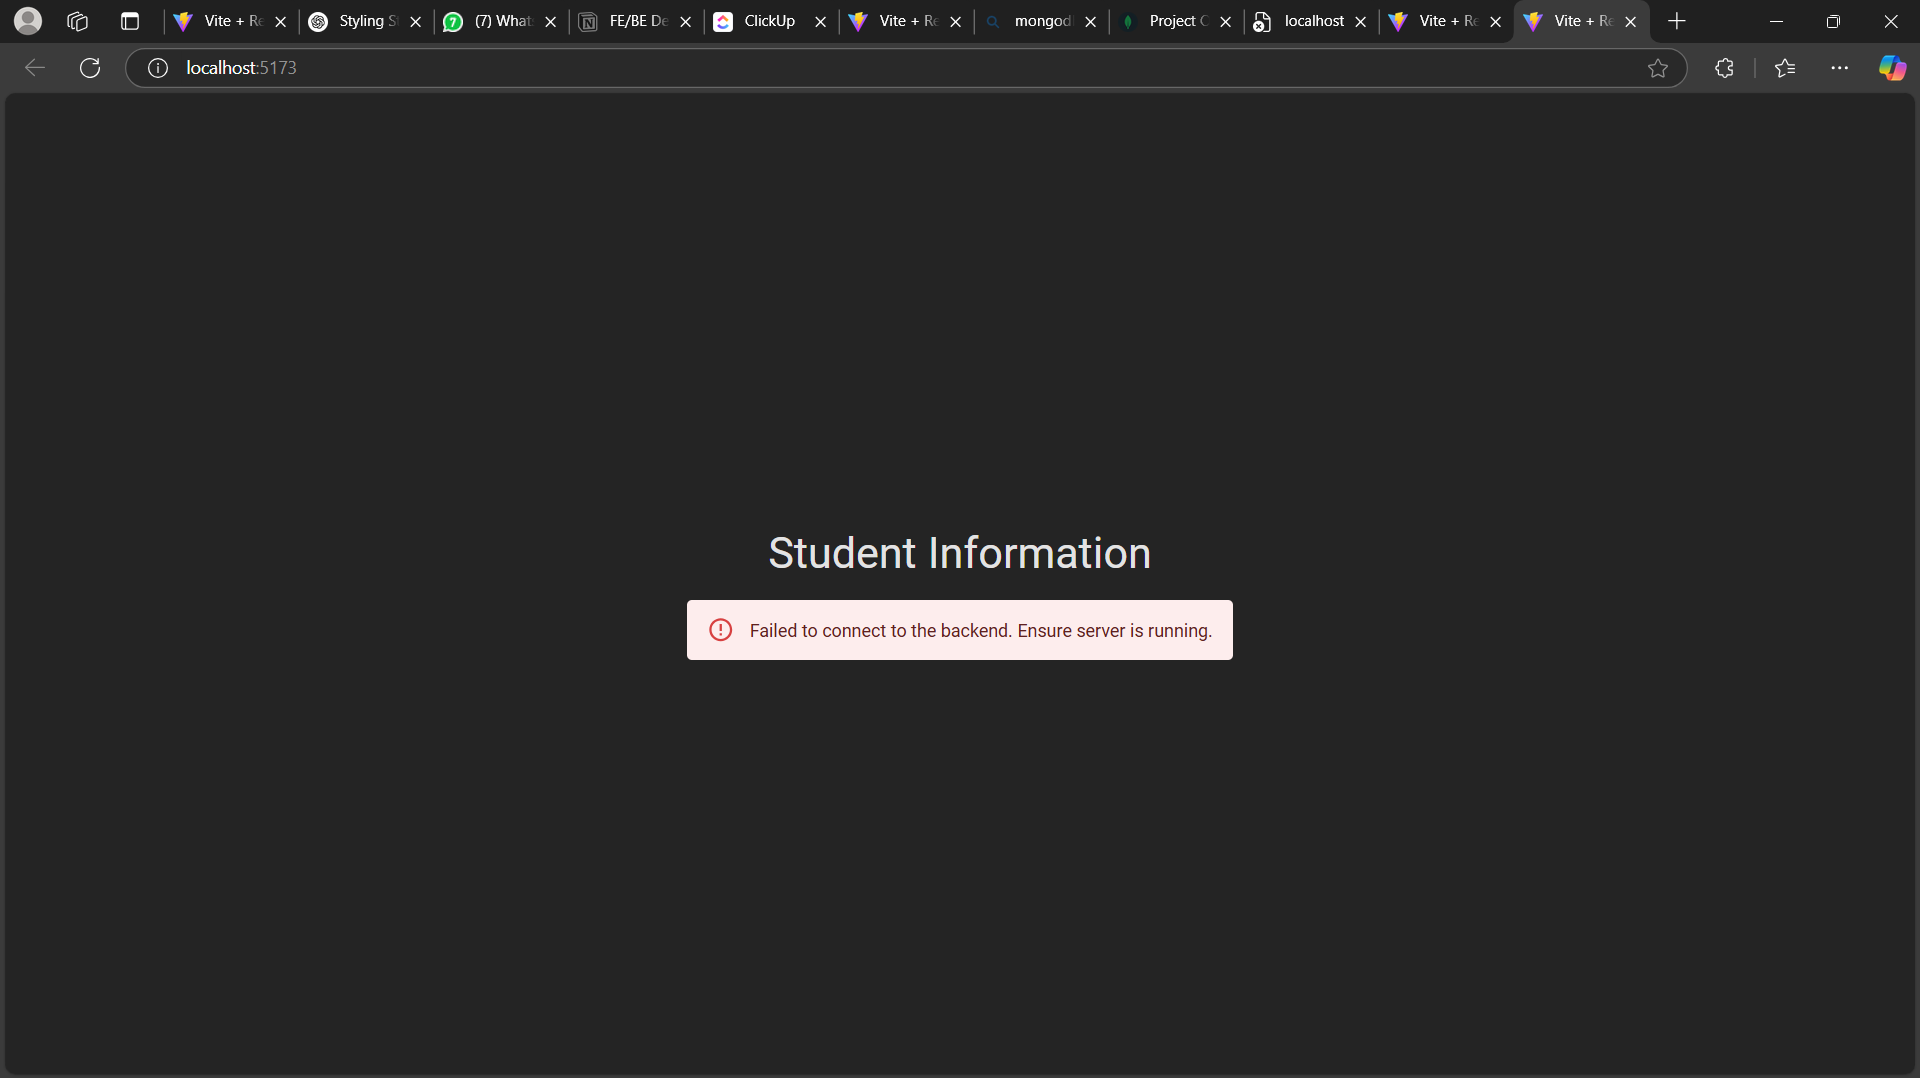 Vite + Re
Styling S
7
(7) What
FE/BE De
ClickUp
Vite + Re
mongod
Project C
localhost
Vite + Re
Vite + Re
localhost:5173
Student Information
Failed to connect to the backend. Ensure server is running.